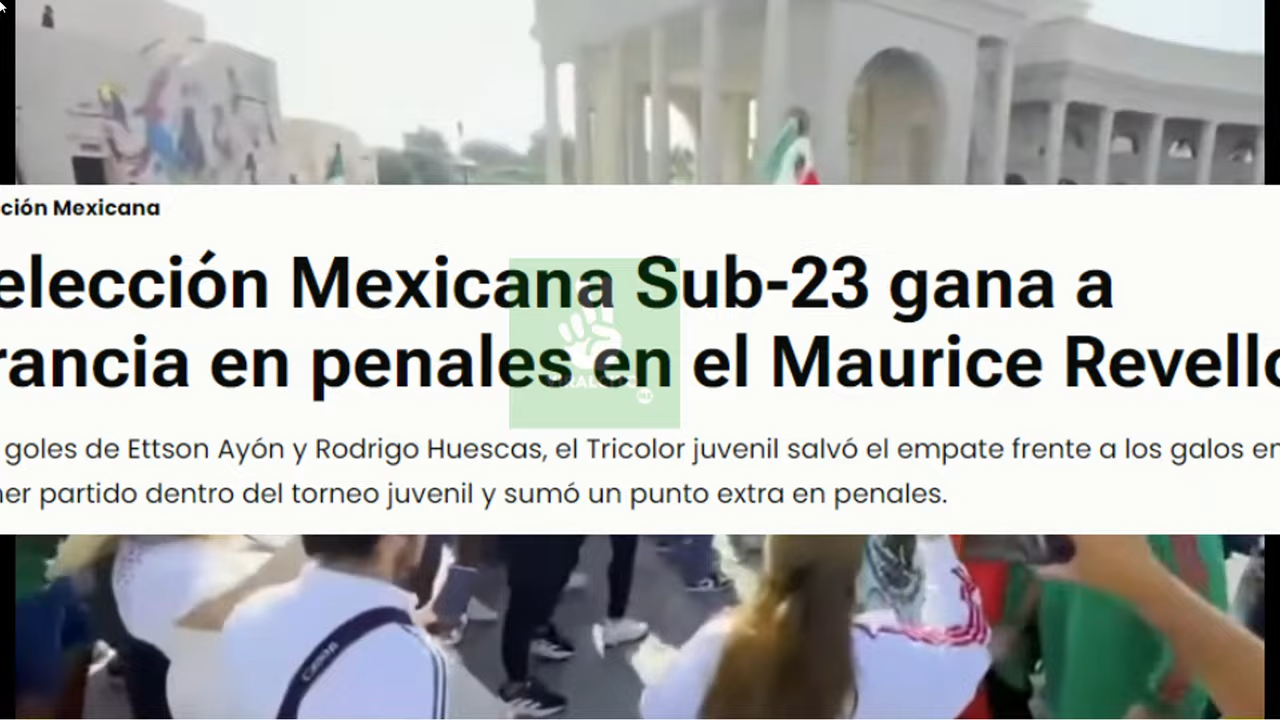 ción Mexicana
elección Mexicana Sub-23 gana a
rancia en penales en el Maurice Revello
goles de Ettson Ayón y Rodrigo Huescas, el Tricolor juvenil salvó el empate frente a los galos en
er partido dentro del torneo juvenil y sumó un punto extra en penales.